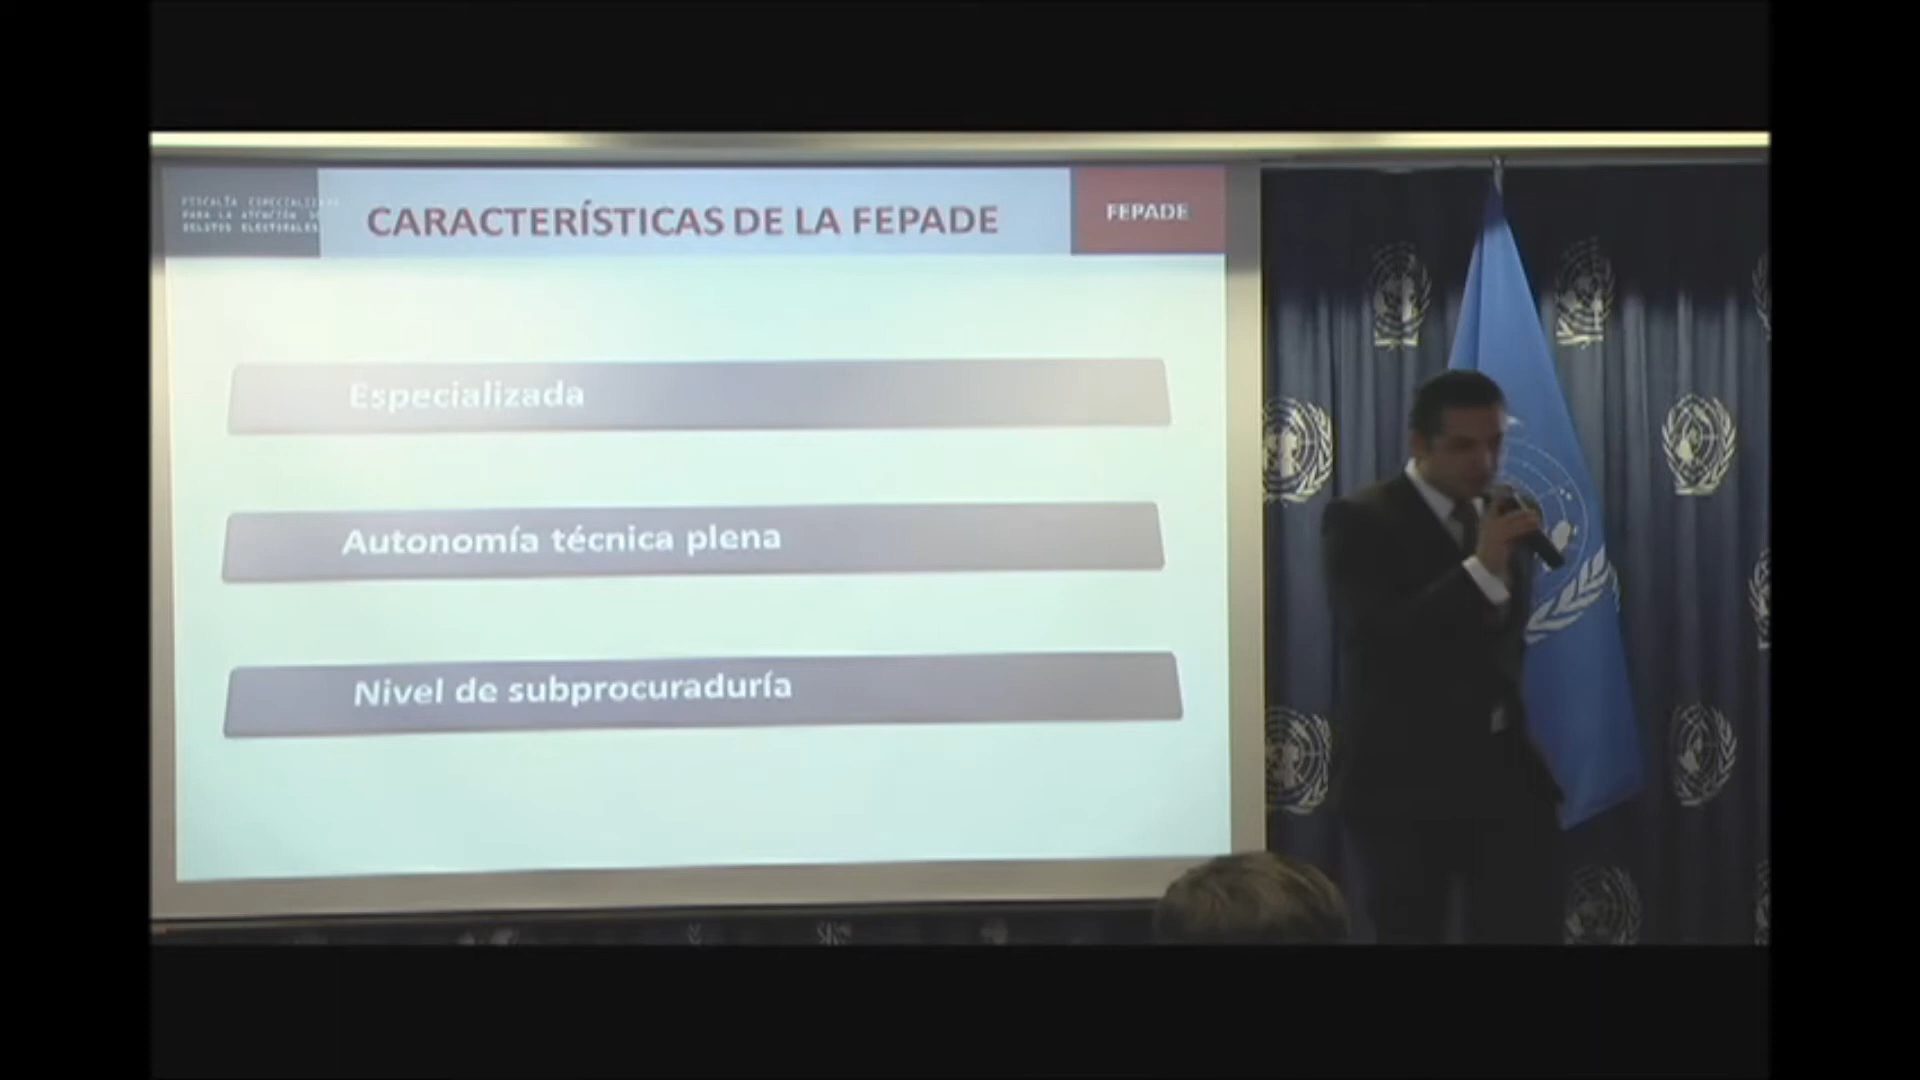 FISCALÍA ESPECIALIZADA
PARA LA ATENCIÓN DE
DELITOS ELECTORALES
CARACTERÍSTICAS DE LA FEPADE
FEPADE
Especializada
Autonomía técnica plena
Nivel de subprocuraduría